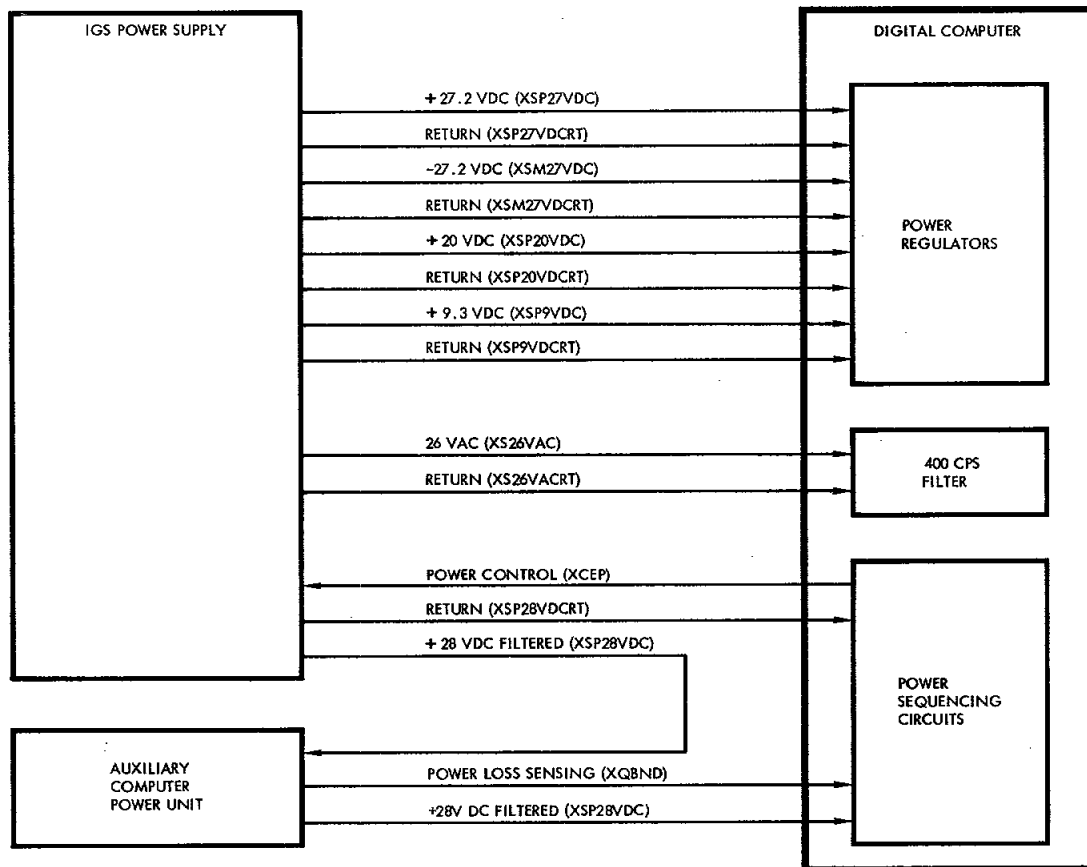 IGS POWER SUPPLY
DIGITAL COMPUTER
+ 27.2 VDC (XSP27VDC)
RETURN (XSP27VDCRT)
-27.2 VDC (XSM27VDC)
RETURN (XSM27VDCRT)
+ 20 VDC (XSP20VDC)
RETURN (XSP20VDCRT)
+ 9.3 VDC (XSP9VDC)
RETURN (XSP9VDCRT)
POWER
REGULATORS
26 VAC (XS26VAC)
RETURN (XS26VACRT)
400 CPS
FILTER
POWER CONTROL (XCEP)
RETURN (XSP28VDCRT)
+ 28 VDC FILTERED (XSP28VDC)
POWER
SEQUENCING
CIRCUITS
AUXILIARY
COMPUTER
POWER UNIT
POWER LOSS SENSING (XQBND)
+28V DC FILTERED (XSP28VDC)